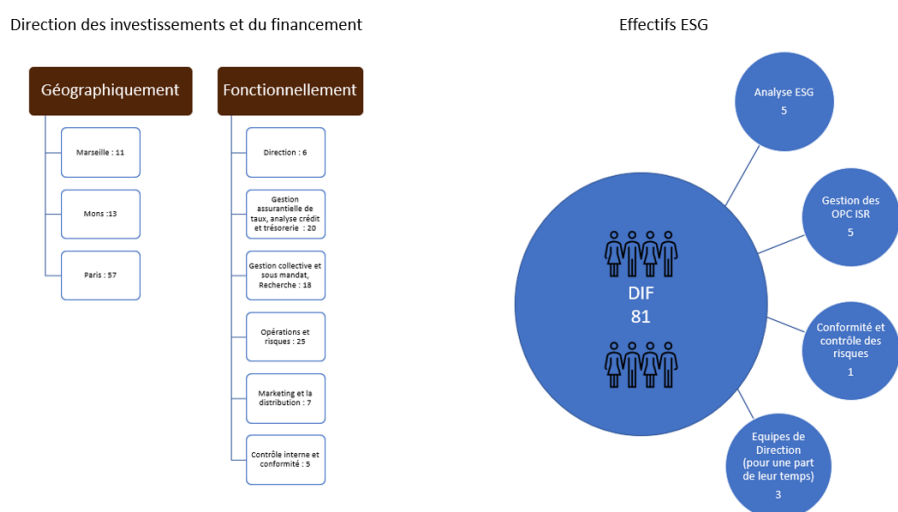 Direction des investissements et du financement
Effectifs ESG
Géographiquement
Marseille : 11
Mons :13
Paris : 57
Fonctionnellement
Direction : 6
Gestion
assurantielle de
taux, analyse crédit
et trésorerie : 20
Gestion collective et
sous mandat,
Recherche : 18
Opérations et
risques : 25
Marketing et la
distribution : 7
Contrôle interne et
conformité : 5
DIF
81
Analyse ESG
5
Gestion des
OPC ISR
5
Conformité et
contrôle des
risques
1
Equipes de
Direction
(pour une part
de leur temps)
3